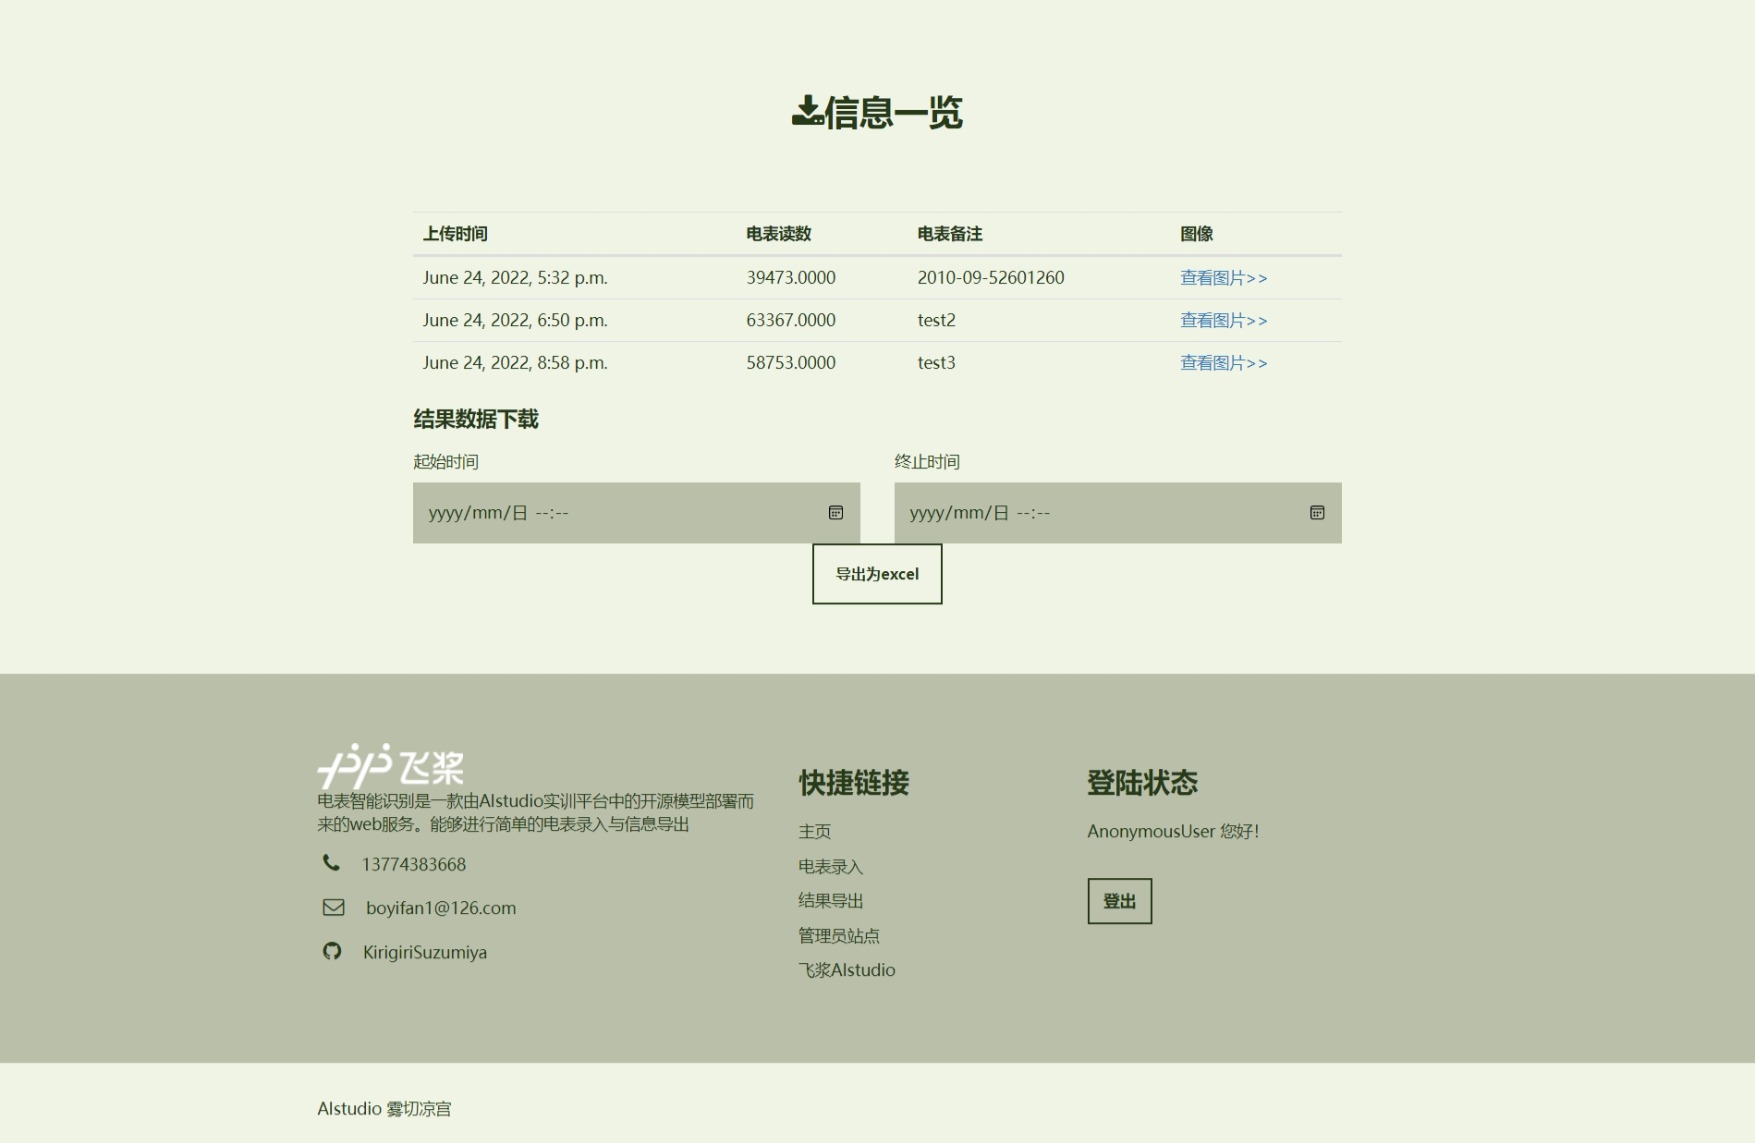 信息一览
上传时间 电表读数 电表备注 图像
June 24, 2022, 5:32 p.m. 39473.0000 2010-09-52601260 查看图片>>
June 24, 2022, 6:50 p.m. 63367.0000 test2 查看图片>>
June 24, 2022, 8:58 p.m. 58753.0000 test3 查看图片>>
结果数据下载
起始时间 终止时间
yyyy/mm/日 --:-- yyyy/mm/日 --:--
导出为excel
飞桨
电表智能识别是一款由AIstudio实训平台中的开源模型部署而
来的web服务。能够进行简单的电表录入与信息导出
13774383668
boyifan1@126.com
KirigiriSuzumiya
快捷链接
主页
电表录入
结果导出
管理员站点
飞浆AIstudio
登陆状态
AnonymousUser 您好！
登出
AIstudio 雾切凉宫